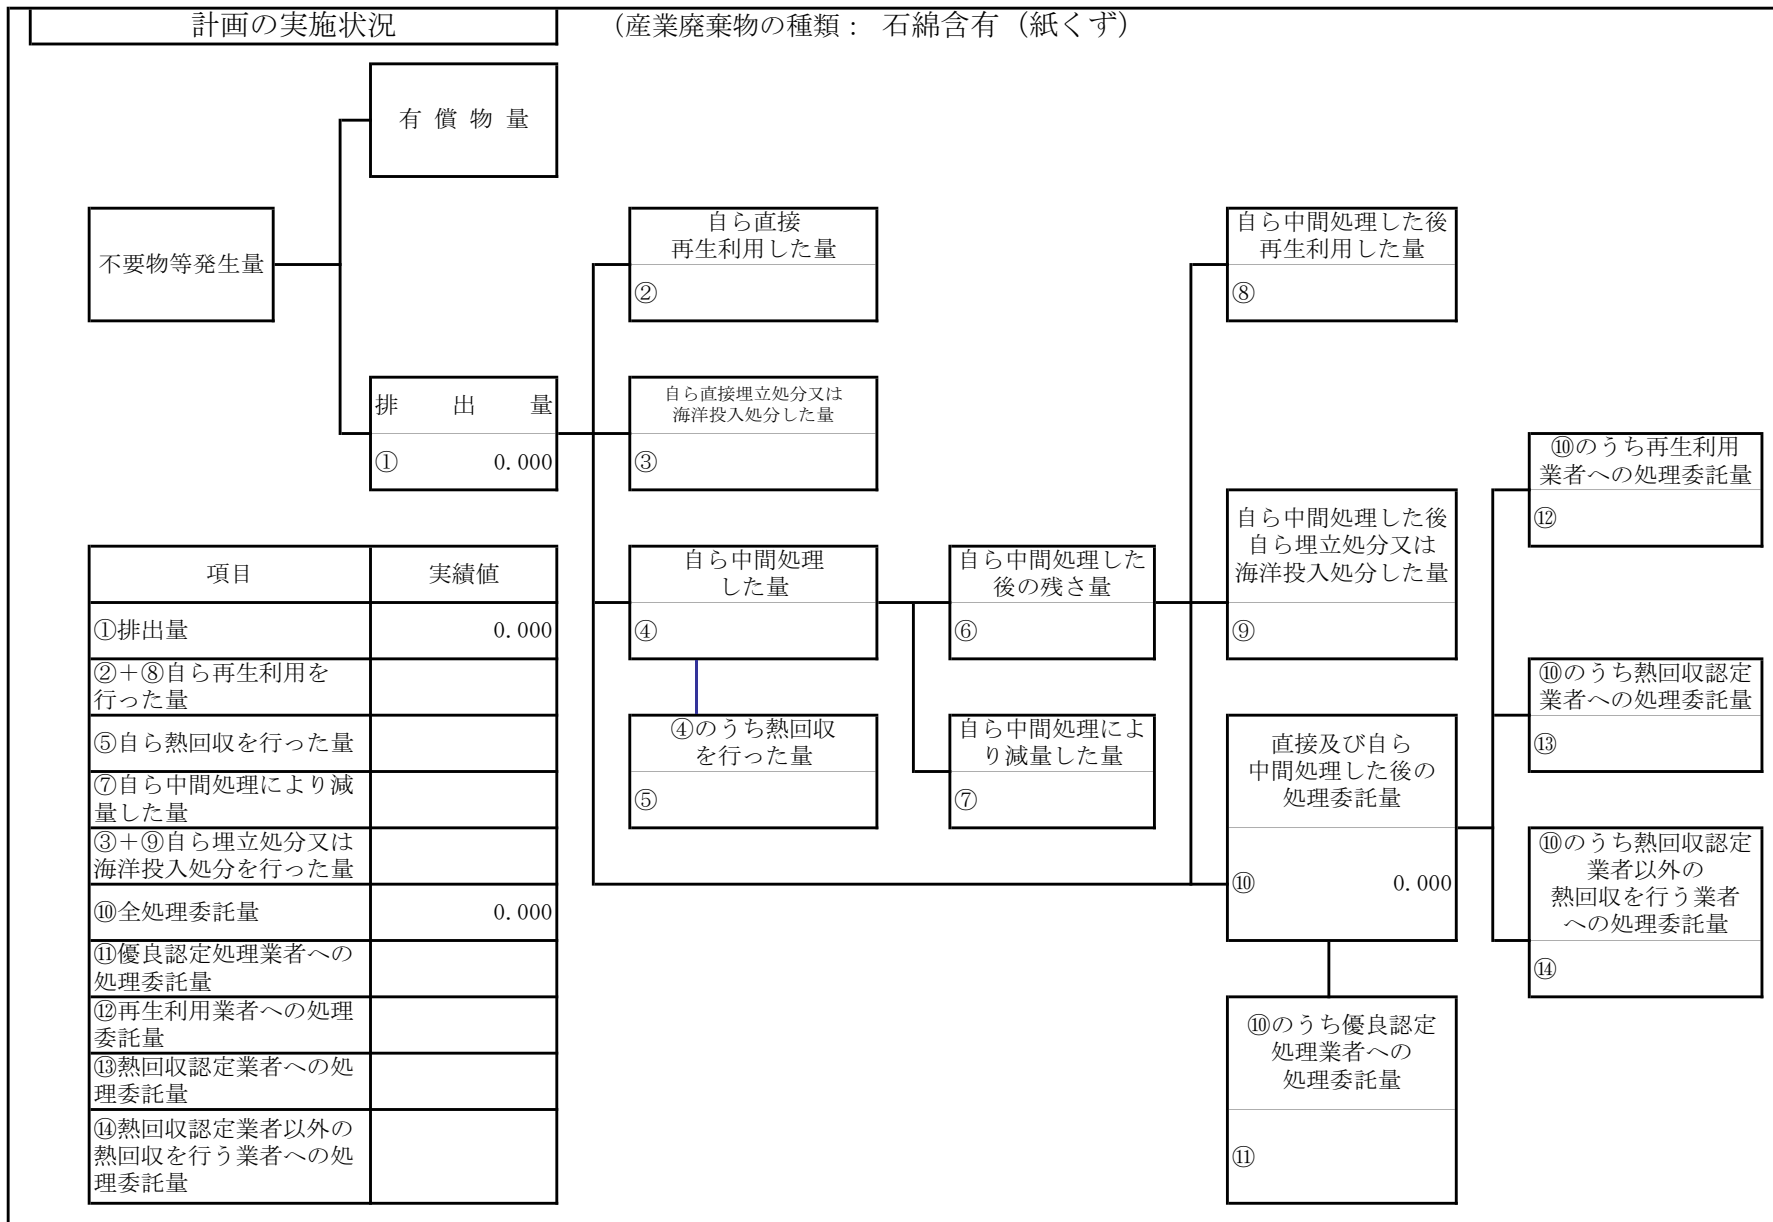 計画の実施状況
(産業廃棄物の種類： 石綿含有（紙くず）
有償物量
不要物等発生量
自ら直接
再生利用した量
②
自ら中間処理した後
再生利用した量
⑧
排出量
① 0.000
自ら直接埋立処分又は
海洋投入処分した量
③
⑩のうち再生利用
業者への処理委託量
⑫
自ら中間処理した後
自ら埋立処分又は
海洋投入処分した量
⑨
自ら中間処理
した量
④
自ら中間処理した
後の残さ量
⑥
⑩のうち熱回収認定
業者への処理委託量
⑬
④のうち熱回収
を行った量
⑤
自ら中間処理によ
り減量した量
⑦
直接及び自ら
中間処理した後の
処理委託量
⑩ 0.000
⑩のうち熱回収認定
業者以外の
熱回収を行う業者
への処理委託量
⑭
⑩のうち優良認定
処理業者への
処理委託量
⑪
項目 実績値
①排出量 0.000
②＋⑧自ら再生利用を
行った量
⑤自ら熱回収を行った量
⑦自ら中間処理により減
量した量
③＋⑨自ら埋立処分又は
海洋投入処分を行った量
⑩全処理委託量 0.000
⑪優良認定処理業者への
処理委託量
⑫再生利用業者への処理
委託量
⑬熱回収認定業者への処
理委託量
⑭熱回収認定業者以外の
熱回収を行う業者への処
理委託量